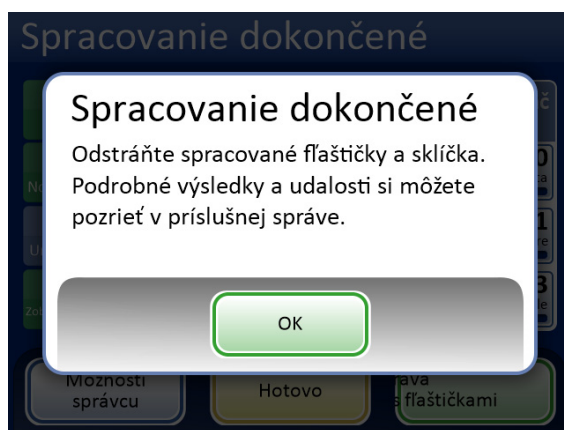 Spracovanie dokončené
Spracovanie dokončené
Odstráňte spracované fľaštičky a sklíčka.
Podrobné výsledky a udalosti si môžete
pozrieť v príslušnej správe.
OK
Možnosti
správcu
Hotovo
s fľaštičkami